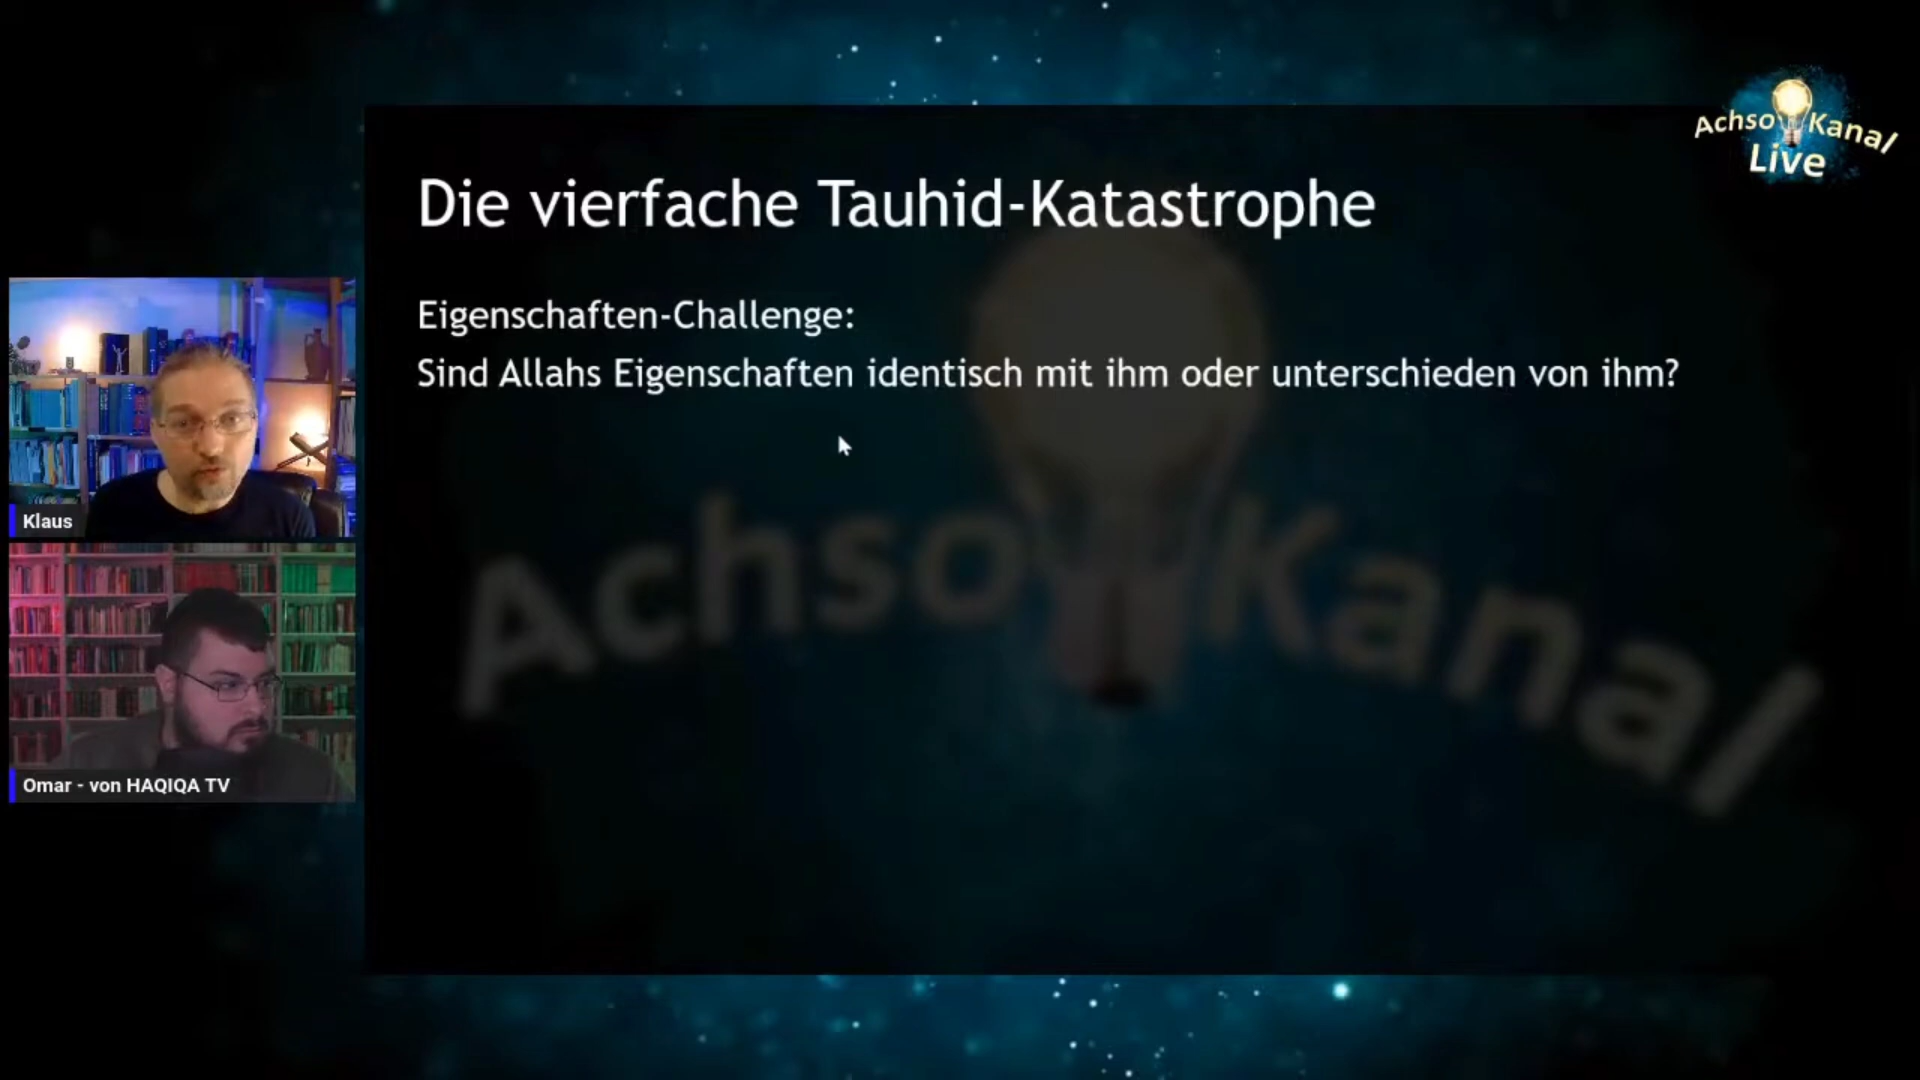 Achso Kanal
Live
Die vierfache Tauhid-Katastrophe
Eigenschaften-Challenge:
Sind Allahs Eigenschaften identisch mit ihm oder unterschieden von ihm?
Klaus
Achso Kanal
Omar - von HAQIQA TV